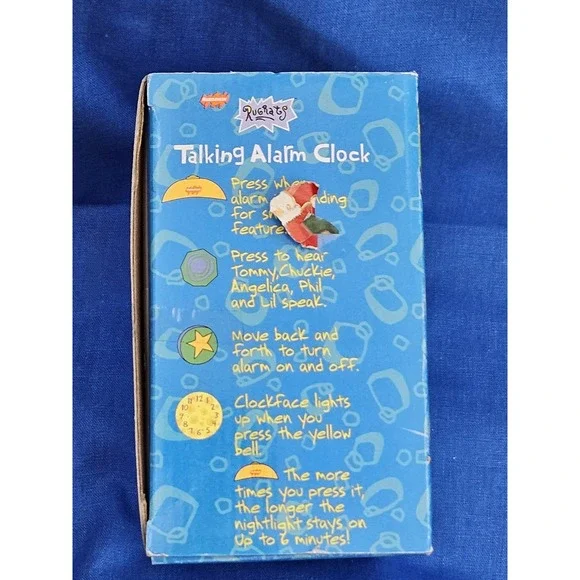 RugRats
Talking Alarm Clock
Press
alarm nding
for
feature
Press to hear
Tommy, Chuckie,
Angelica, Phil
and Lil speak.
Move back and
forth to turn
alarm on and off.
Clockface lights
up when you
press the yellow
bell.
The more
times you press it,
the longer the
nightlight stays on
up to 6 minutes!